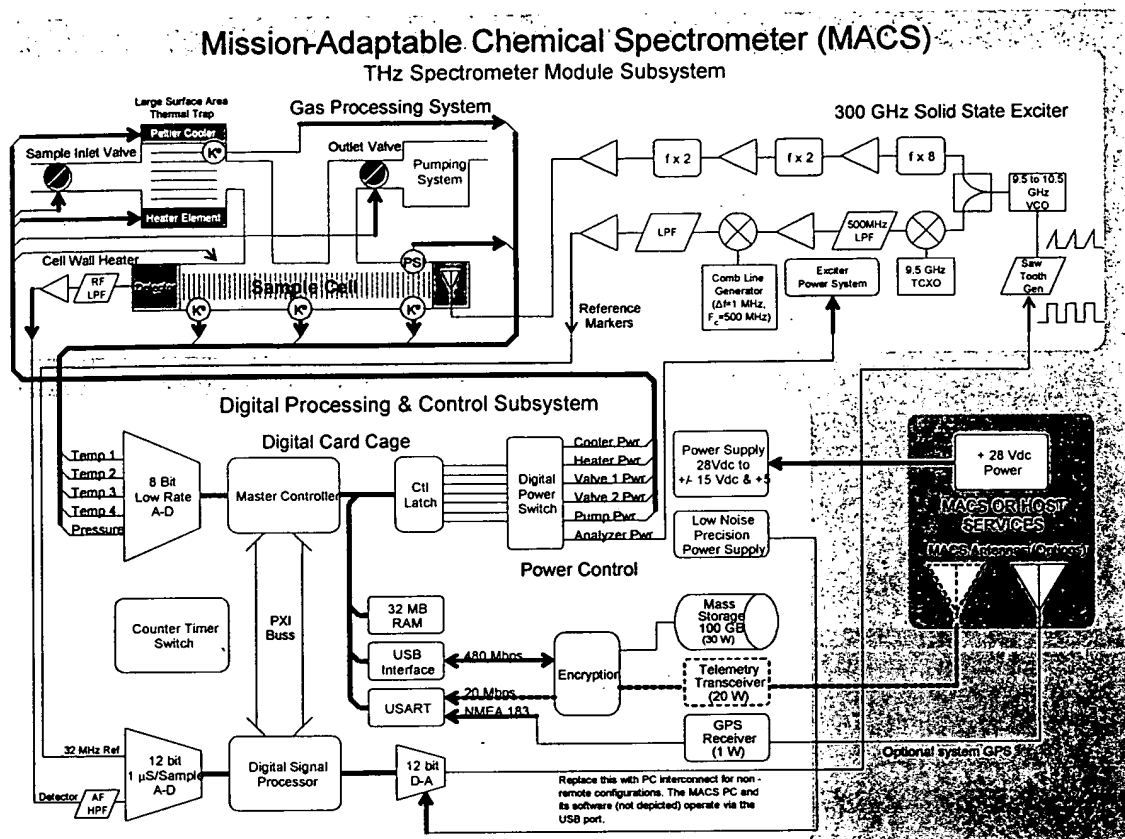 Mission-Adaptable Chemical Spectrometer (MACS)
THz Spectrometer Module Subsystem
Large Surface Area
Thermal Trap
Gas Processing System
300 GHz Solid State Exciter
Peltier Cooler
K°
Sample Inlet Valve
Outlet Valve
Pumping
System
Heater Element
f x 2
f x 2
f x 8
9.5 to 10.5
GHz
VCO
LPF
500MHz
LPF
Cell Wall Heater
PS
Detector
Sample Cell
RF
LPF
K°
K°
K°
Reference
Markers
Comb Line
Generator
(Δf=1 MHz,
Fc=500 MHz)
Exciter
Power System
9.5 GHz
TCXO
Saw
Tooth
Gen
Digital Processing & Control Subsystem
Digital Card Cage
Temp 1
Temp 2
Temp 3
Temp 4
Pressure
8 Bit
Low Rate
A-D
Master Controller
Ctl
Latch
Digital
Power
Switch
Cooler Pwr
Heater Pwr
Valve 1 Pwr
Valve 2 Pwr
Pump Pwr
Analyzer Pwr
Power Supply
28Vdc to
+/- 15 Vdc & +5
Low Noise
Precision
Power Supply
+ 28 Vdc
Power
MACS OR HOST
SERVICES
MACS Antennas (Options)
Power Control
Counter Timer
Switch
PXI
Buss
32 MB
RAM
USB
Interface
USART
480 Mbps
20 Mbps
NMEA 183
Encryption
Mass
Storage
100 GB
(30 W)
Telemetry
Transceiver
(20 W)
GPS
Receiver
(1 W)
Optional system GPS
32 MHz Ref
Detector
AF
HPF
12 bit
1 µS/Sample
A-D
Digital Signal
Processor
12 bit
D-A
Replace this with PC interconnect for non-
remote configurations. The MACS PC and
its software (not depicted) operate via the
USB port.